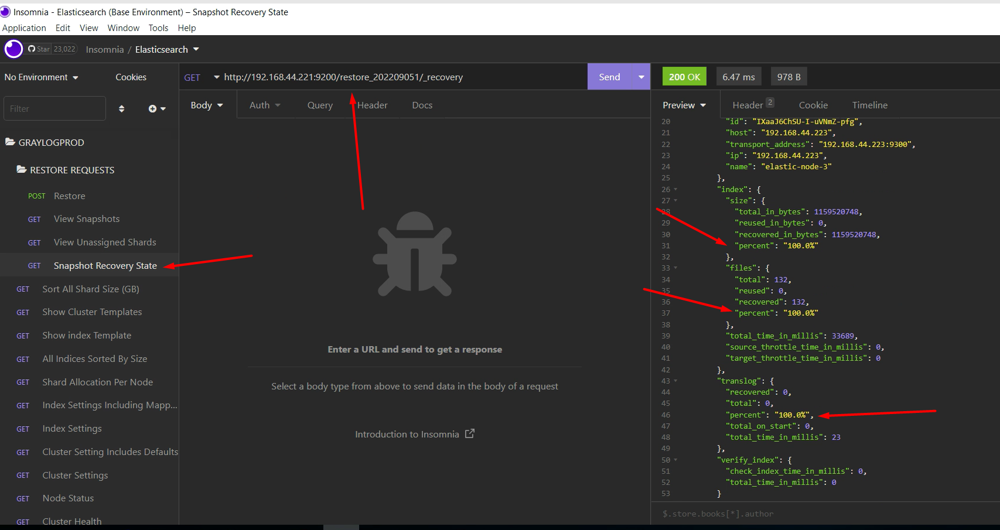 Insomnia - Elasticsearch (Base Environment) – Snapshot Recovery State
Application Edit View Window Tools Help
Star 23,022 Insomnia / Elasticsearch
No Environment Cookies
Filter
GRAYLOGPROD
RESTORE REQUESTS
POST Restore
GET View Snapshots
GET View Unassigned Shards
GET Snapshot Recovery State
GET Sort All Shard Size (GB)
GET Show Cluster Templates
GET Show index Template
GET All Indices Sorted By Size
GET Shard Allocation Per Node
GET Index Settings Including Mapp...
GET Index Settings
GET Cluster Setting Includes Defaults
GET Cluster Settings
GET Node Status
GET Cluster Health
GET http://192.168.44.221:9200/restore_202209051/_recovery Send
Body Auth Query Header Docs
Enter a URL and send to get a response
Select a body type from above to send data in the body of a request
Introduction to Insomnia
200 OK 6.47 ms 978 B
Preview Header 2 Cookie Timeline
20 "id": "IXaaJ6ChSU-I-uVNmZ-pfg",
21 "host": "192.168.44.223",
22 "transport_address": "192.168.44.223:9300",
23 "ip": "192.168.44.223",
24 "name": "elastic-node-3"
25 },
26 "index": {
27 "size": {
28 "total_in_bytes": 1159520748,
29 "reused_in_bytes": 0,
30 "recovered_in_bytes": 1159520748,
31 "percent": "100.0%"
32 },
33 "files": {
34 "total": 132,
35 "reused": 0,
36 "recovered": 132,
37 "percent": "100.0%"
38 },
39 "total_time_in_millis": 33689,
40 "source_throttle_time_in_millis": 0,
41 "target_throttle_time_in_millis": 0
42 },
43 "translog": {
44 "recovered": 0,
45 "total": 0,
46 "percent": "100.0%",
47 "total_on_start": 0,
48 "total_time_in_millis": 23
49 },
50 "verify_index": {
51 "check_index_time_in_millis": 0,
52 "total_time_in_millis": 0
53 }
$.store.books[*].author